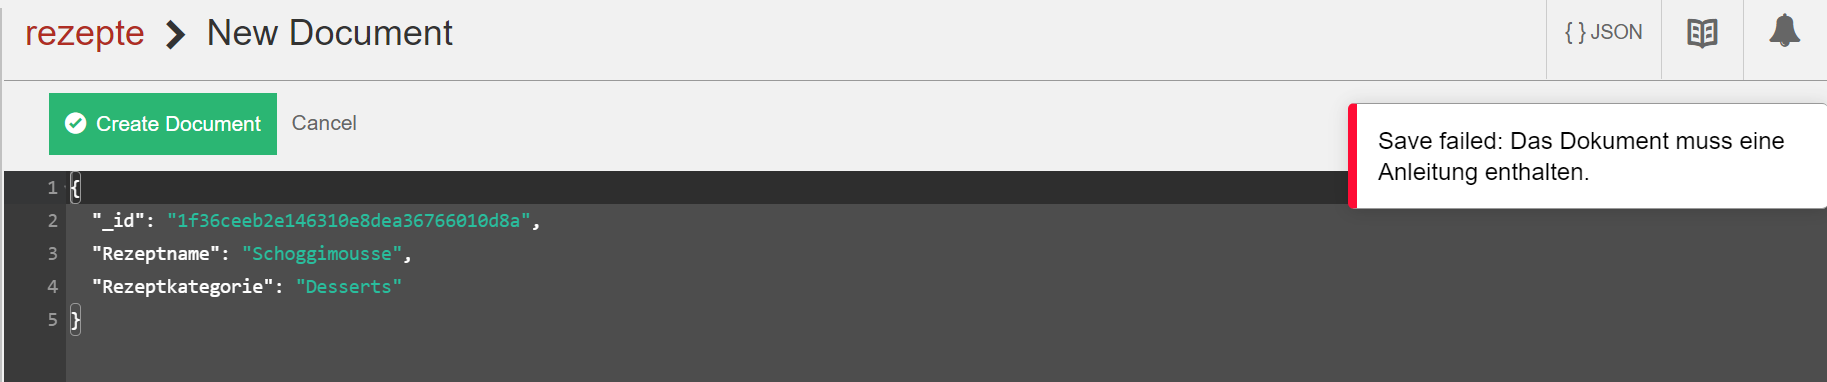 rezepte > New Document
{ } JSON
Create Document Cancel
Save failed: Das Dokument muss eine
Anleitung enthalten.
1 {
2 "_id": "1f36ceeb2e146310e8dea36766010d8a",
3 "Rezeptname": "Schoggimousse",
4 "Rezeptkategorie": "Desserts"
5 }